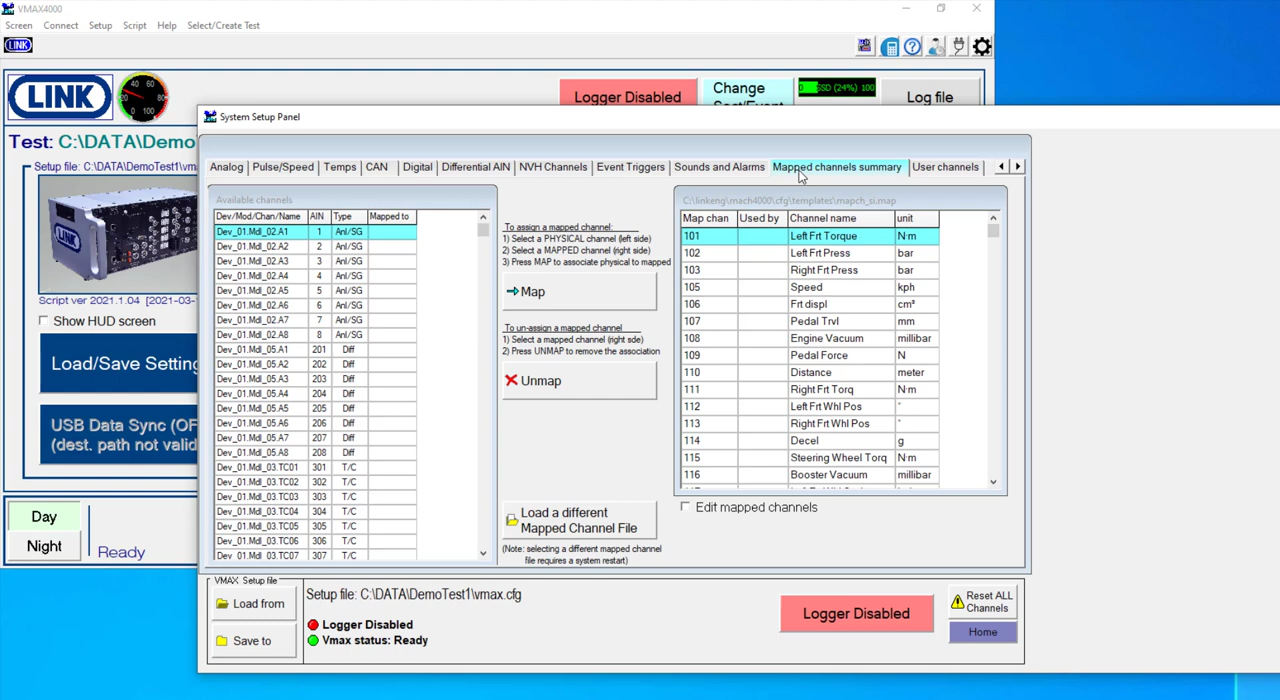 VMAX4000
Screen Connect Setup Script Help Select/Create Test
LINK
LINK
40 60
20 80
0 100
Logger Disabled
Change
0 SSD (24%) 100
Log file
Test: C:\DATA\Demo
Setup file: C:\DATA\DemoTest1\vm
LINK
Script ver 2021.1.04 [2021-03-
Show HUD screen
Load/Save Setting
USB Data Sync (OF
(dest. path not valid
Day
Night
Ready
System Setup Panel
Analog Pulse/Speed Temps CAN Digital Differential AIN NVH Channels Event Triggers Sounds and Alarms Mapped channels summary User channels
Available channels
Dev/Mod/Chan/Name AIN Type Mapped to
Dev_01.Mdl_02.A1 1 Anl/SG
Dev_01.Mdl_02.A2 2 Anl/SG
Dev_01.Mdl_02.A3 3 Anl/SG
Dev_01.Mdl_02.A4 4 Anl/SG
Dev_01.Mdl_02.A5 5 Anl/SG
Dev_01.Mdl_02.A6 6 Anl/SG
Dev_01.Mdl_02.A7 7 Anl/SG
Dev_01.Mdl_02.A8 8 Anl/SG
Dev_01.Mdl_05.A1 201 Diff
Dev_01.Mdl_05.A2 202 Diff
Dev_01.Mdl_05.A3 203 Diff
Dev_01.Mdl_05.A4 204 Diff
Dev_01.Mdl_05.A5 205 Diff
Dev_01.Mdl_05.A6 206 Diff
Dev_01.Mdl_05.A7 207 Diff
Dev_01.Mdl_05.A8 208 Diff
Dev_01.Mdl_03.TC01 301 T/C
Dev_01.Mdl_03.TC02 302 T/C
Dev_01.Mdl_03.TC03 303 T/C
Dev_01.Mdl_03.TC04 304 T/C
Dev_01.Mdl_03.TC05 305 T/C
Dev_01.Mdl_03.TC06 306 T/C
Dev_01.Mdl_03.TC07 307 T/C
To assign a mapped channel:
1) Select a PHYSICAL channel (left side)
2) Select a MAPPED channel (right side)
3) Press MAP to associate physical to mapped
Map
To un-assign a mapped channel
1) Select a mapped channel (right side)
2) Press UNMAP to remove the association
Unmap
Load a different
Mapped Channel File
(Note: selecting a different mapped channel
file requires a system restart)
C:\linkeng\mach4000\cfg\templates\mapch_si.map
Map chan Used by Channel name unit
101 Left Frt Torque N·m
102 Left Frt Press bar
103 Right Frt Press bar
105 Speed kph
106 Frt displ cm³
107 Pedal Trvl mm
108 Engine Vacuum millibar
109 Pedal Force N
110 Distance meter
111 Right Frt Torq N·m
112 Left Frt Whl Pos °
113 Right Frt Whl Pos °
114 Decel g
115 Steering Wheel Torq N·m
116 Booster Vacuum millibar
Edit mapped channels
VMAX Setup file
Load from
Save to
Setup file: C:\DATA\DemoTest1\vmax.cfg
Logger Disabled
Vmax status: Ready
Logger Disabled
Reset ALL
Channels
Home